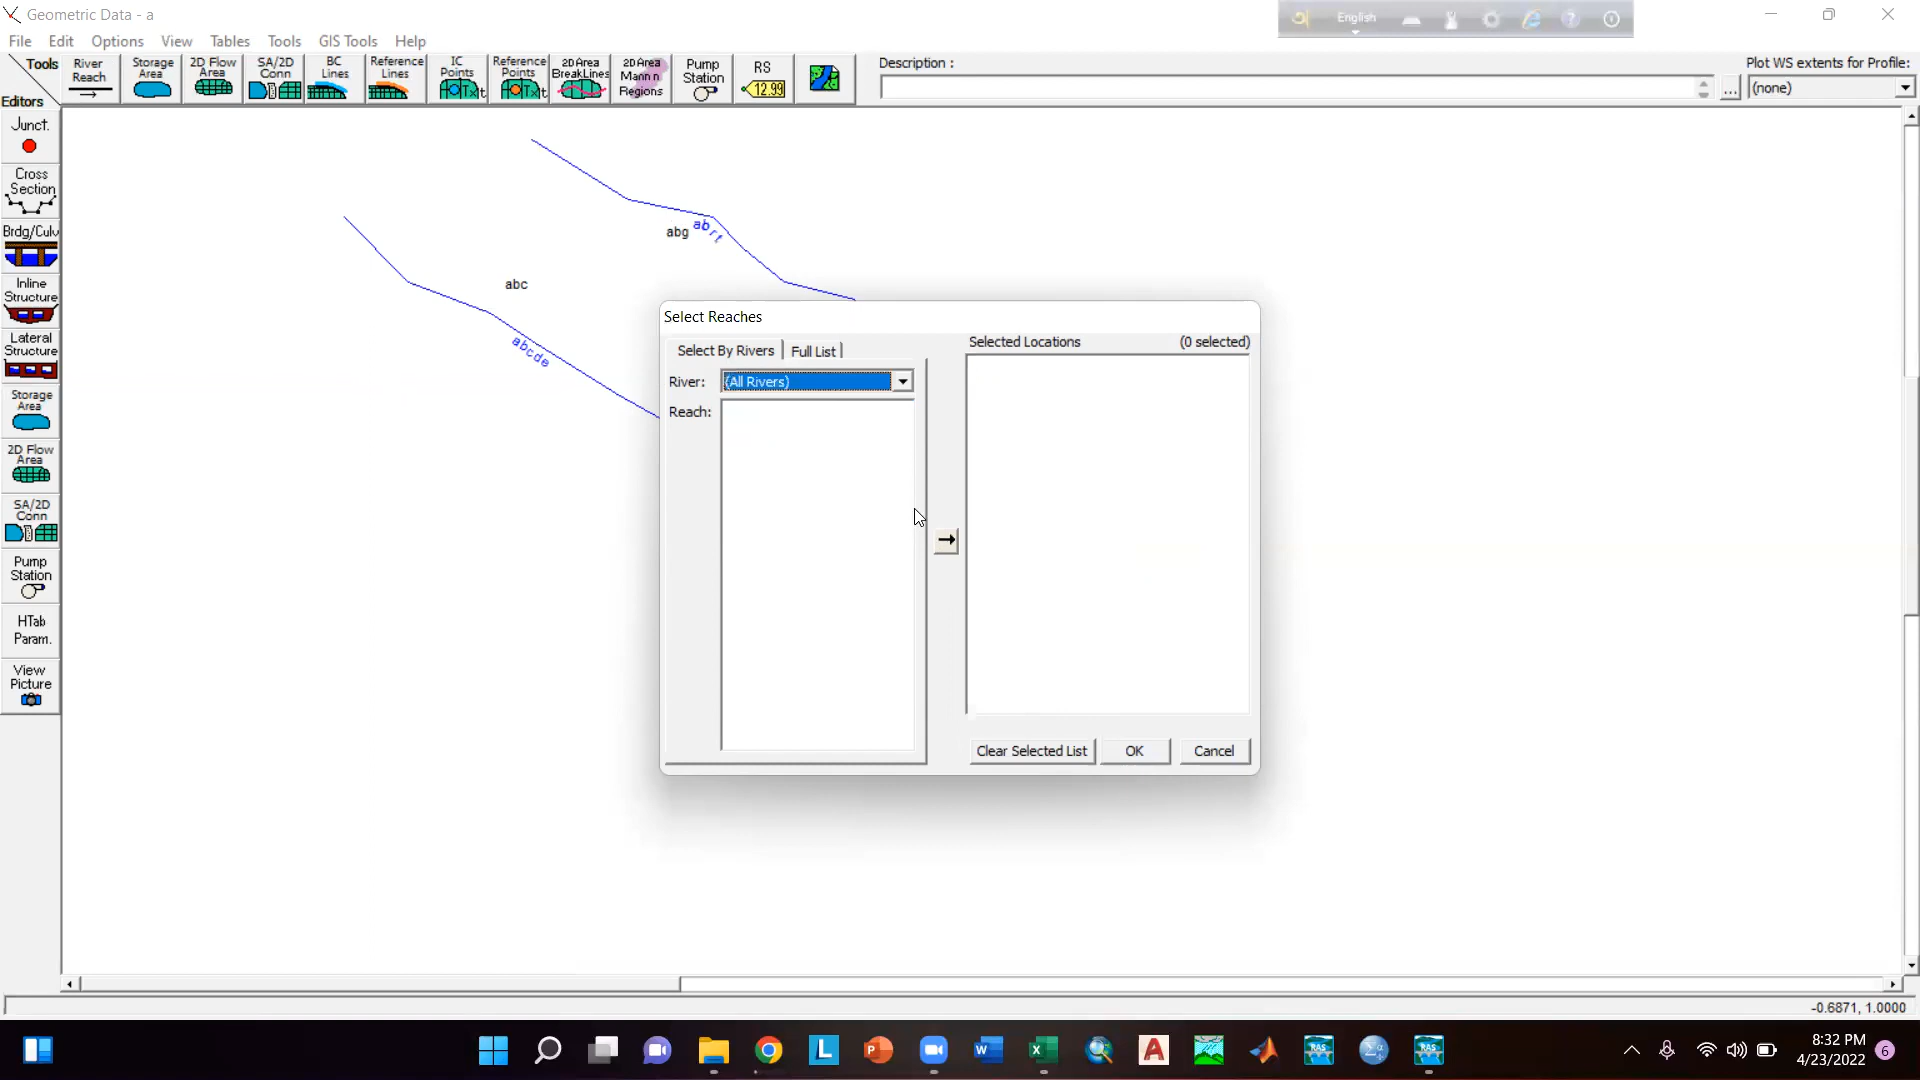 Geometric Data - a
English
File Edit Options View Tables Tools GIS Tools Help
Tools
Editors
River Reach
Storage Area
2D Flow Area
SA/2D Conn
BC Lines
Reference Lines
IC Points
Reference Points
2D Area BreakLines
2D Area Mann n Regions
Pump Station
RS
12.99
Description :
...
Plot WS extents for Profile:
(none)
Junct.
Cross Section
Brdg/Culv
Inline Structure
Lateral Structure
Storage Area
2D Flow Area
SA/2D Conn
Pump Station
HTab Param.
View Picture
abg
abrt
abc
abcde
Select Reaches
Select By Rivers
Full List
Selected Locations
(0 selected)
River:
(All Rivers)
Reach:
Clear Selected List
OK
Cancel
-0.6871, 1.0000
8:32 PM
4/23/2022
6